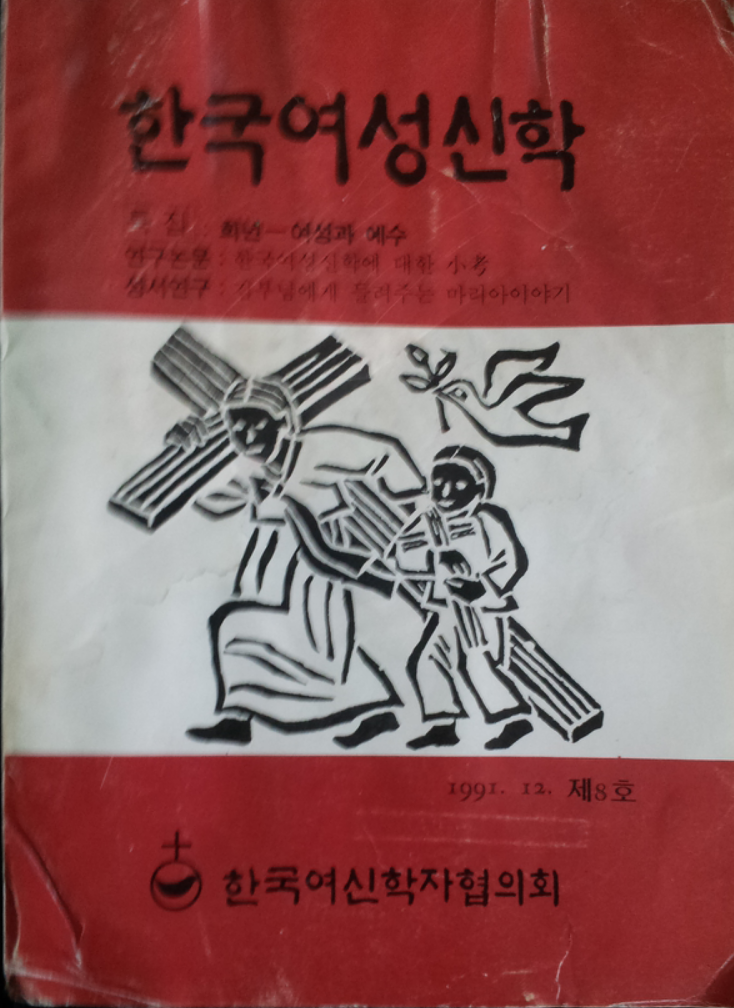 한국여성신학
특집 : 희년—여성과 예수
연구논문 : 한국여성신학에 대한 小考
성서연구 : 들려주는 마리아이야기
1991. 12. 제8호
한국여신학자협의회